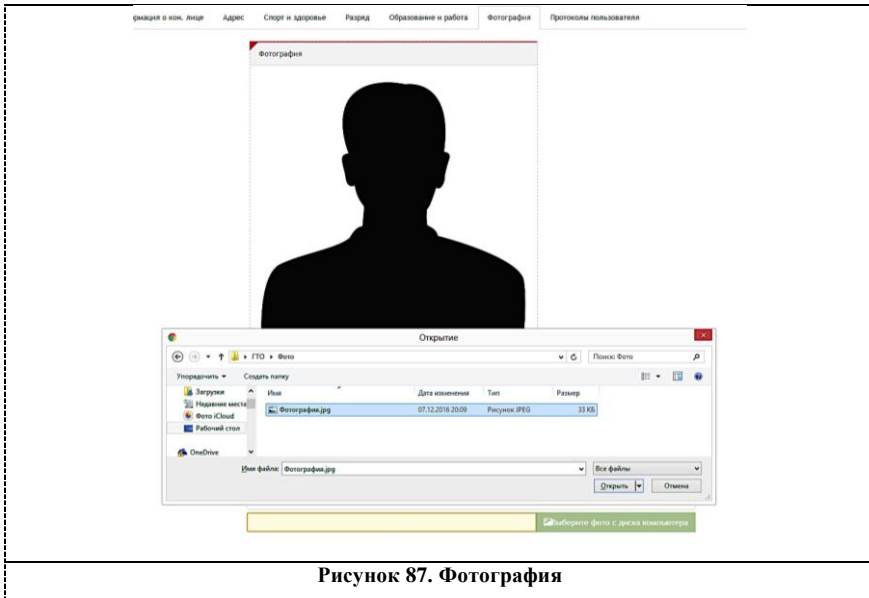 рмация о кон. лице Адрес Спорт и здоровье Разряд Образование и работа Фотография Протоколы пользователя
Фотография
Открытие
ГТО Фото Поиск: Фото
Упорядочить Создать папку
Имя Дата изменения Тип Размер
Загрузки
Недавние места
Фото iCloud
Рабочий стол
OneDrive
Фотография.jpg 07.12.2016 20:09 Рисунок JPEG 33 КБ
Имя файла: Фотография.jpg Все файлы
Открыть Отмена
Выберите фото с диска компьютера
Рисунок 87. Фотография